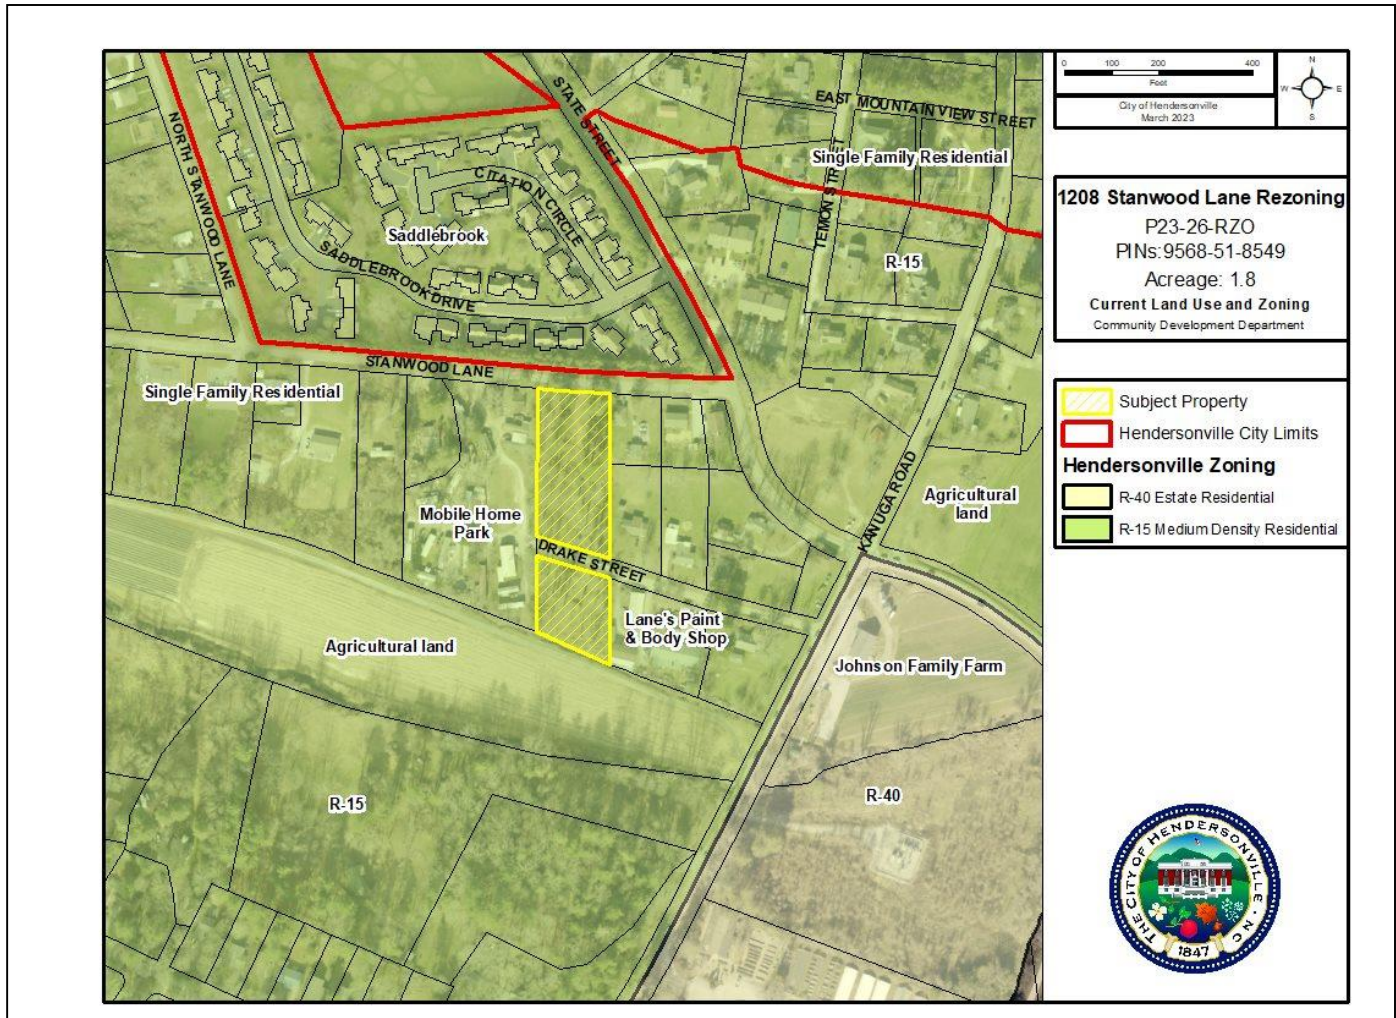 STATE STREET
EAST MOUNTAIN VIEW STREET
NORTH STANWOOD LANE
Single Family Residential
TEMON STREET
CITATION CIRCLE
Saddlebrook
R-15
SADDLEBROOK DRIVE
STANWOOD LANE
Single Family Residential
KANUGA ROAD
Agricultural
land
Mobile Home
Park
DRAKE STREET
Lane's Paint
& Body Shop
Agricultural land
Johnson Family Farm
R-15
R-40
0 100 200 400
Feet
City of Hendersonville
March 2023
N
W E
S
1208 Stanwood Lane Rezoning
P23-26-RZO
PINs:9568-51-8549
Acreage: 1.8
Current Land Use and Zoning
Community Development Department
Subject Property
Hendersonville City Limits
Hendersonville Zoning
R-40 Estate Residential
R-15 Medium Density Residential
THE CITY OF HENDERSONVILLE · NC
1847